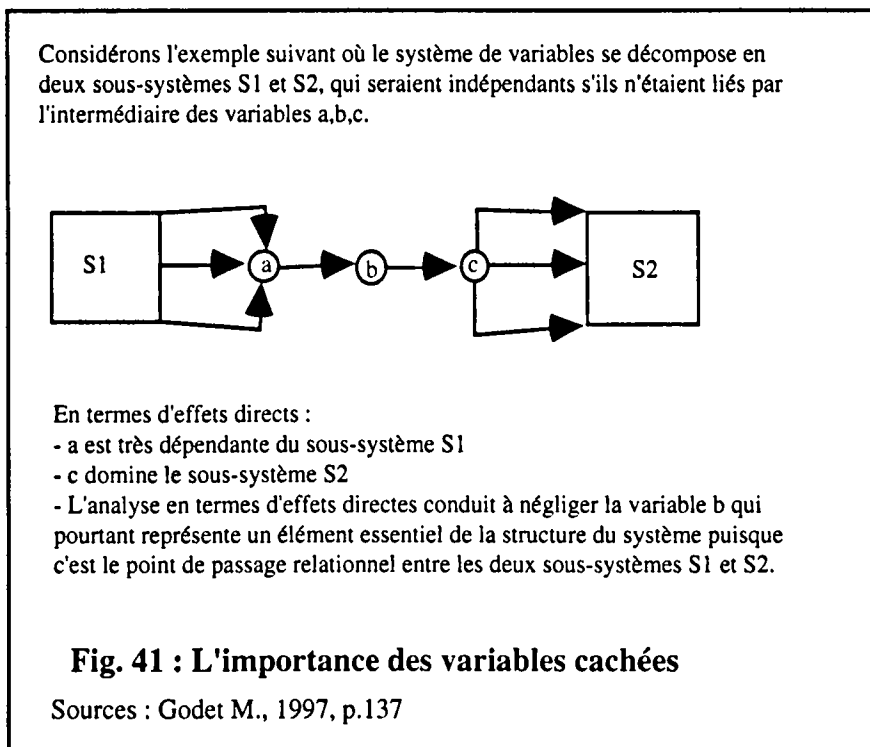 Considérons l'exemple suivant où le système de variables se décompose en
deux sous-systèmes S1 et S2, qui seraient indépendants s'ils n'étaient liés par
l'intermédiaire des variables a,b,c.
S1
a
b
c
S2
En termes d'effets directs :
- a est très dépendante du sous-système S1
- c domine le sous-système S2
- L'analyse en termes d'effets directes conduit à négliger la variable b qui
pourtant représente un élément essentiel de la structure du système puisque
c'est le point de passage relationnel entre les deux sous-systèmes S1 et S2.
Fig. 41 : L'importance des variables cachées
Sources : Godet M., 1997, p.137